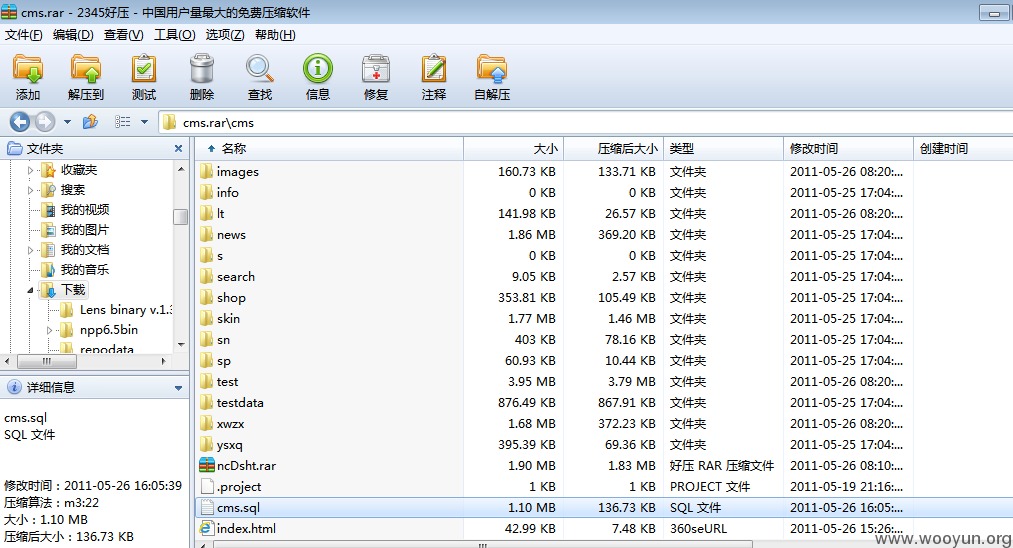 cms.rar - 2345好压 - 中国用户量最大的免费压缩软件
文件(F) 编辑(D) 查看(V) 工具(O) 选项(Z) 帮助(H)
添加 解压到 测试 删除 查找 信息 修复 注释 自解压
cms.rar\cms
文件夹
收藏夹
搜索
我的视频
我的图片
我的文档
我的音乐
下载
Lens binary v.1.3
npp6.5bin
repodata
详细信息
cms.sql
SQL 文件
修改时间：2011-05-26 16:05:39
压缩算法：m3:22
大小：1.10 MB
压缩后大小：136.73 KB
名称 大小 压缩后大小 类型 修改时间 创建时间
images 160.73 KB 133.71 KB 文件夹 2011-05-26 08:20:...
info 0 KB 0 KB 文件夹 2011-05-25 17:04:...
lt 141.98 KB 26.57 KB 文件夹 2011-05-26 08:20:...
news 1.86 MB 369.20 KB 文件夹 2011-05-25 17:04:...
s 0 KB 0 KB 文件夹 2011-05-25 17:04:...
search 9.05 KB 2.57 KB 文件夹 2011-05-25 17:04:...
shop 353.81 KB 105.49 KB 文件夹 2011-05-25 17:04:...
skin 1.77 MB 1.46 MB 文件夹 2011-05-25 17:04:...
sn 403 KB 78.16 KB 文件夹 2011-05-25 17:04:...
sp 60.93 KB 10.44 KB 文件夹 2011-05-25 17:04:...
test 3.95 MB 3.79 MB 文件夹 2011-05-26 08:20:...
testdata 876.49 KB 867.91 KB 文件夹 2011-05-25 17:04:...
xwzx 1.68 MB 372.23 KB 文件夹 2011-05-26 08:20:...
ysxq 395.39 KB 69.36 KB 文件夹 2011-05-25 17:04:...
ncDsht.rar 1.90 MB 1.83 MB 好压 RAR 压缩文件 2011-05-26 08:10:...
.project 1 KB 1 KB PROJECT 文件 2011-05-19 21:16:...
cms.sql 1.10 MB 136.73 KB SQL 文件 2011-05-26 16:05:...
index.html 42.99 KB 7.48 KB 360seURL 2011-05-26 15:26:...
www.wooyun.org